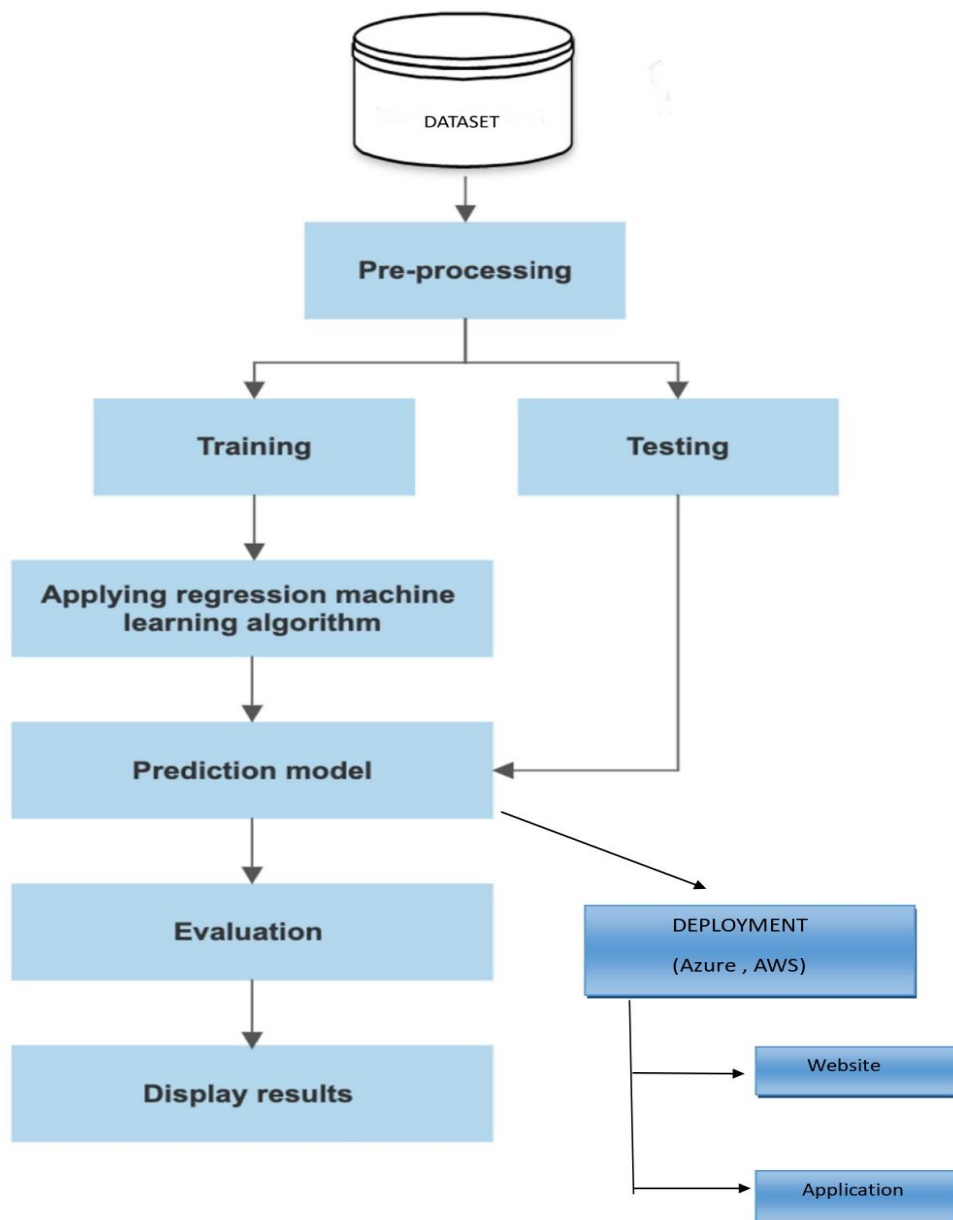 DATASET
Pre-processing
Training
Testing
Applying regression machine
learning algorithm
Prediction model
Evaluation
Display results
DEPLOYMENT
(Azure , AWS)
Website
Application